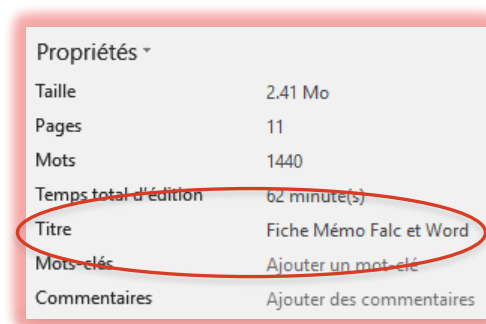 Propriétés
Taille 2.41 Mo
Pages 11
Mots 1440
Temps total d'édition 62 minute(s)
Titre Fiche Mémo Falc et Word
Mots-clés Ajouter un mot-clé
Commentaires Ajouter des commentaires